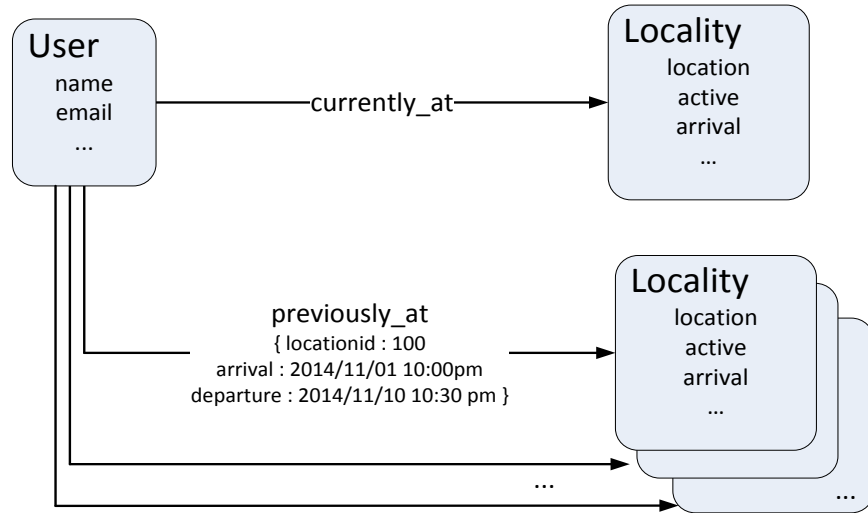 User
name
email
...
currently_at
Locality
location
active
arrival
...
previously_at
{ locationid : 100
arrival : 2014/11/01 10:00pm
departure : 2014/11/10 10:30 pm }
Locality
location
active
arrival
...
...
...